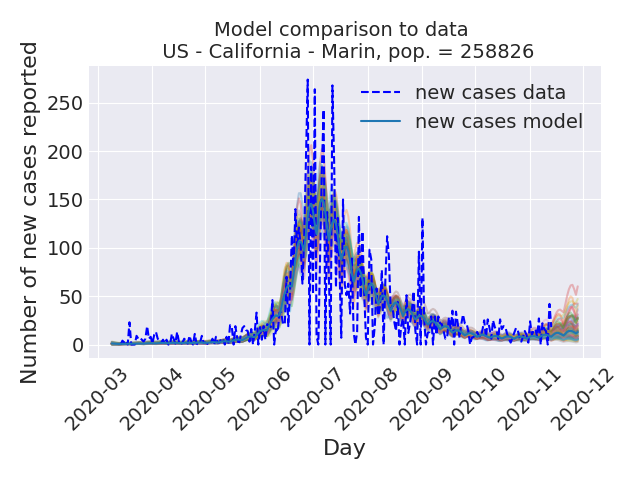 Model comparison to data
US - California - Marin, pop. = 258826
Number of new cases reported
250
200
150
100
50
0
new cases data
new cases model
2020-03
2020-04
2020-05
2020-06
2020-07
2020-08
2020-09
2020-10
2020-11
2020-12
Day